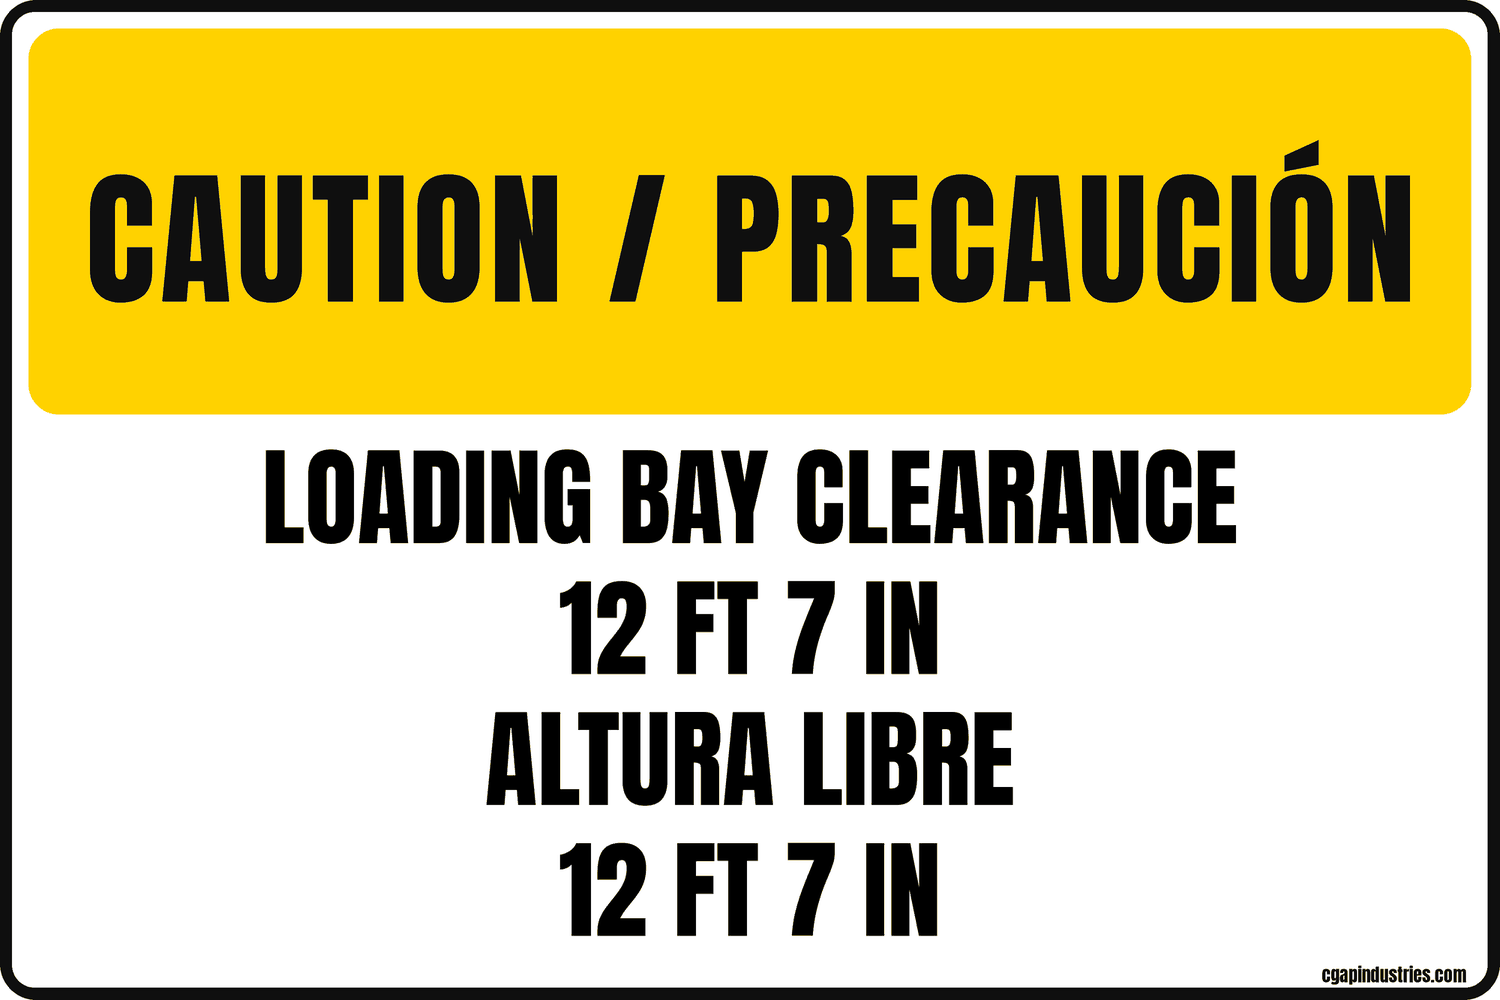 CAUTION / PRECAUCIÓN
LOADING BAY CLEARANCE
12 FT 7 IN
ALTURA LIBRE
12 FT 7 IN
cgapindustries.com